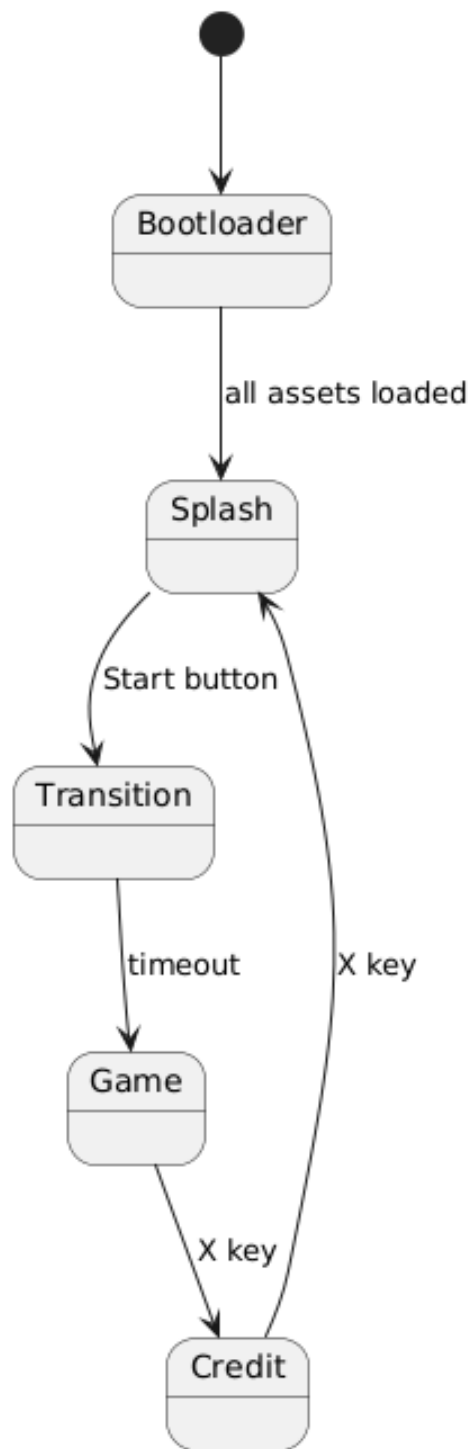 Bootloader
all assets loaded
Splash
Start button
Transition
timeout
X key
Game
X key
Credit